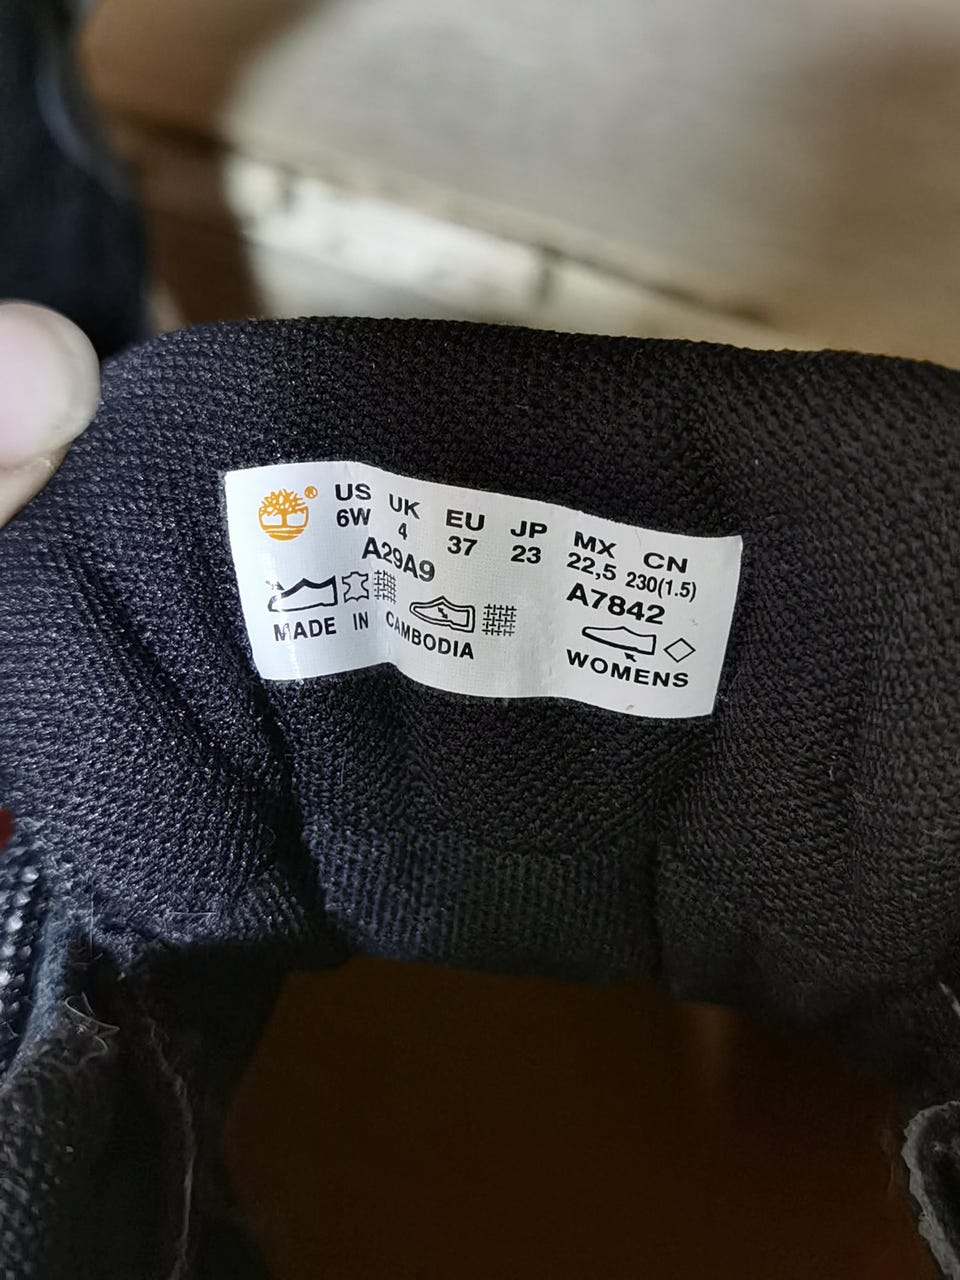 ® US UK EU JP MX CN
6W 4 37 23 22,5 230(1.5)
A29A9 A7842
MADE IN CAMBODIA WOMENS